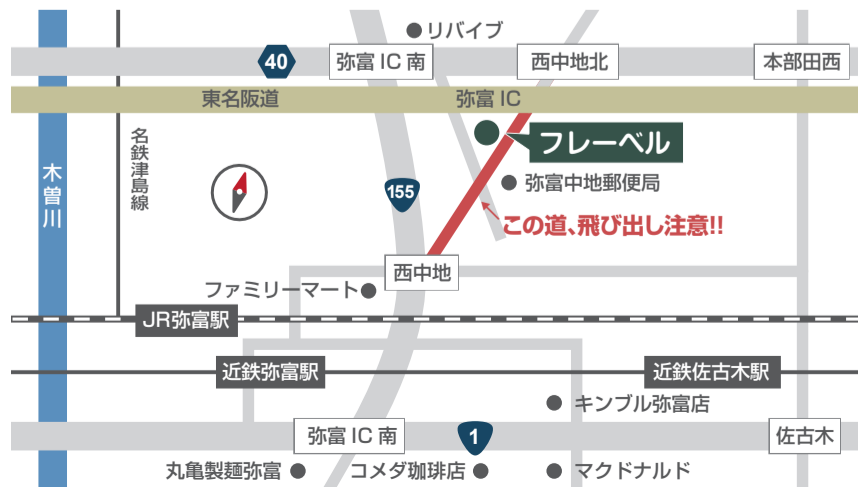 リバイブ
40
弥富 IC 南
西中地北
本部田西
東名阪道
弥富 IC
フレーベル
名鉄津島線
木曽川
155
弥富中地郵便局
この道、飛び出し注意!!
西中地
ファミリーマート
JR弥富駅
近鉄弥富駅
近鉄佐古木駅
キンブル弥富店
弥富 IC 南
1
佐古木
丸亀製麺弥富
コメダ珈琲店
マクドナルド